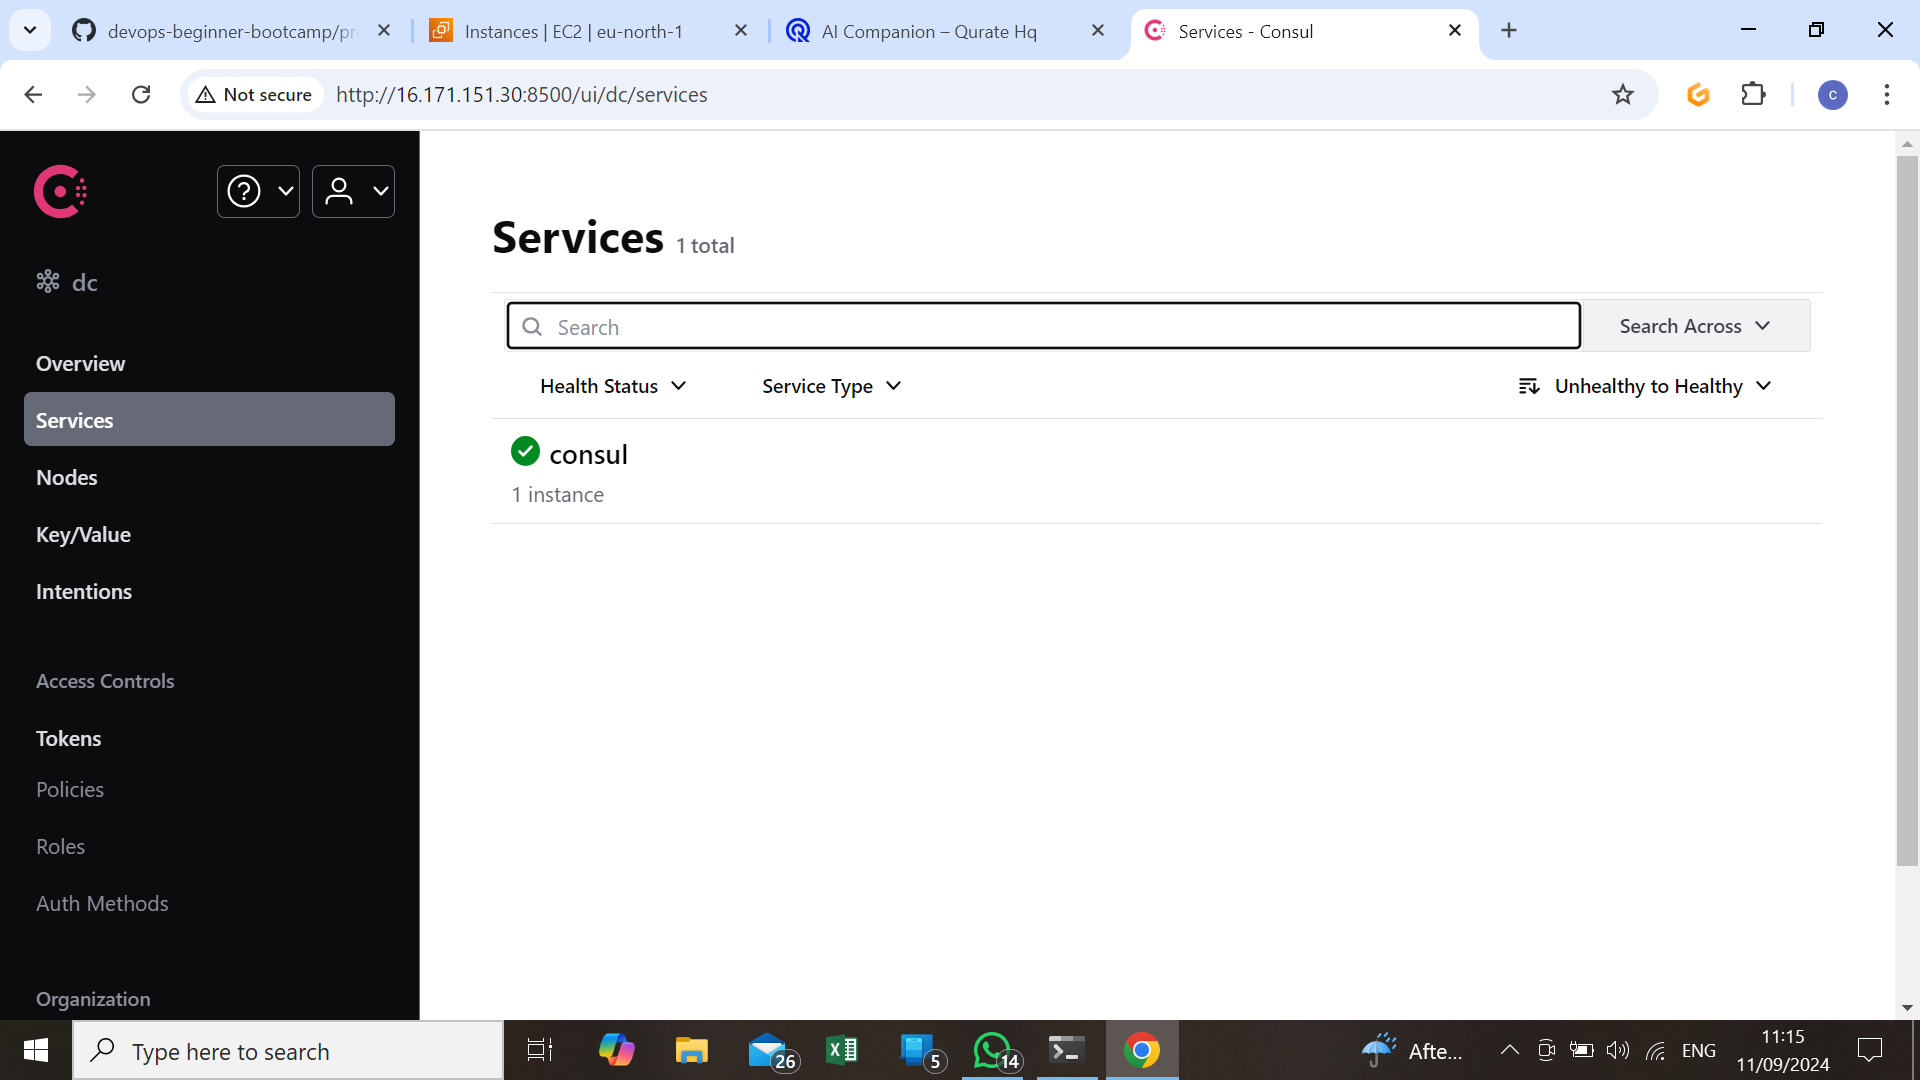 devops-beginner-bootcamp/pr
Instances | EC2 | eu-north-1
AI Companion – Qurate Hq
Services - Consul
Not secure
http://16.171.151.30:8500/ui/dc/services
c
dc
Overview
Services
Nodes
Key/Value
Intentions
Access Controls
Tokens
Policies
Roles
Auth Methods
Organization
Services 1 total
Search
Search Across
Health Status
Service Type
Unhealthy to Healthy
consul
1 instance
Type here to search
26
5
14
Afte...
ENG
11:15
11/09/2024